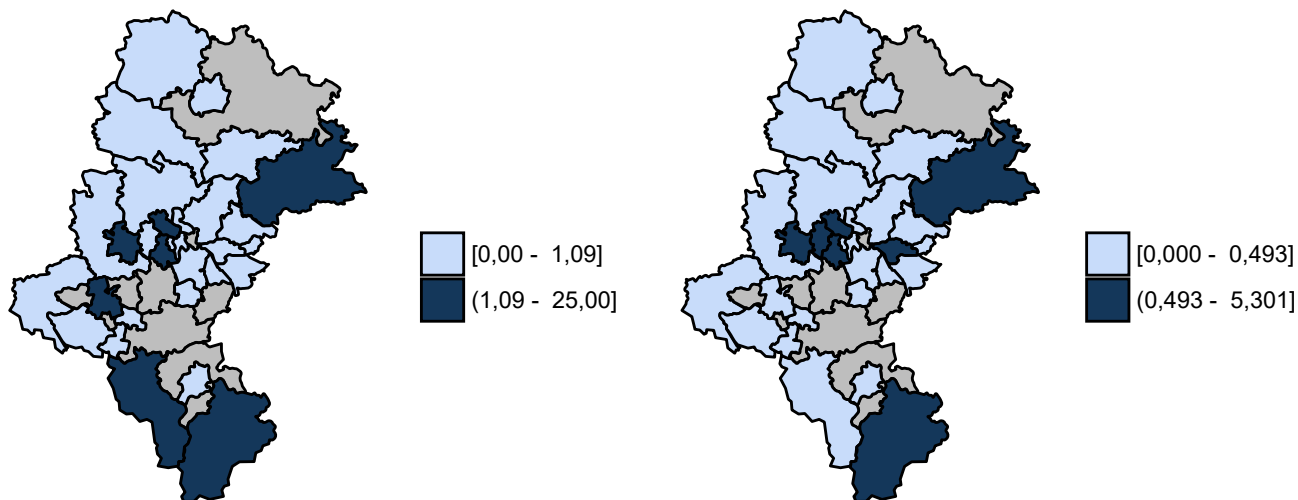 [0,00 - 1,09]
(1,09 - 25,00]
[0,000 - 0,493]
(0,493 - 5,301]